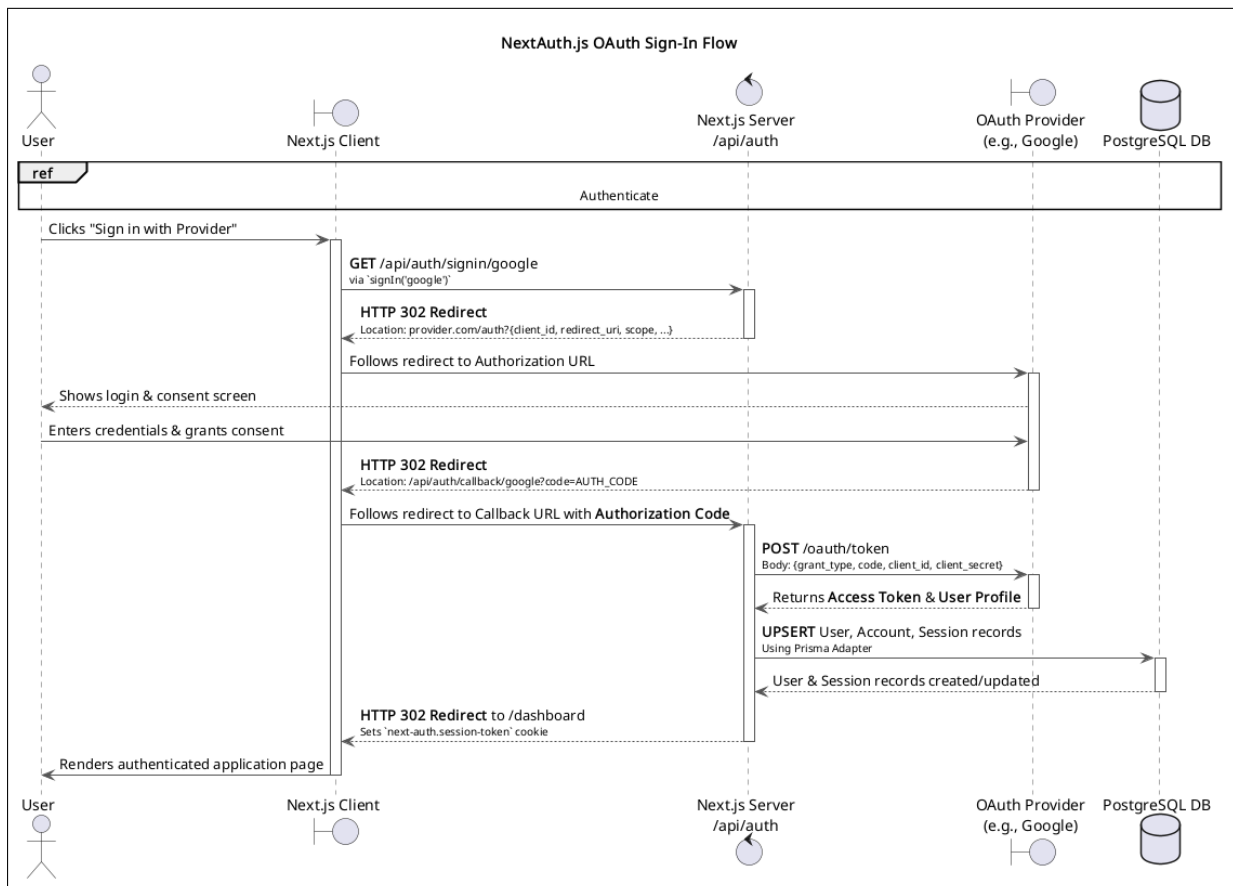 NextAuth.js OAuth Sign-In Flow
User
Next.js Client
Next.js Server
/api/auth
OAuth Provider
(e.g., Google)
PostgreSQL DB
ref
Authenticate
Clicks "Sign in with Provider"
GET /api/auth/signin/google
via `signIn('google')`
HTTP 302 Redirect
Location: provider.com/auth?{client_id, redirect_uri, scope, ...}
Follows redirect to Authorization URL
Shows login & consent screen
Enters credentials & grants consent
HTTP 302 Redirect
Location: /api/auth/callback/google?code=AUTH_CODE
Follows redirect to Callback URL with Authorization Code
POST /oauth/token
Body: {grant_type, code, client_id, client_secret}
Returns Access Token & User Profile
UPSERT User, Account, Session records
Using Prisma Adapter
User & Session records created/updated
HTTP 302 Redirect to /dashboard
Sets `next-auth.session-token` cookie
Renders authenticated application page
User
Next.js Client
Next.js Server
/api/auth
OAuth Provider
(e.g., Google)
PostgreSQL DB